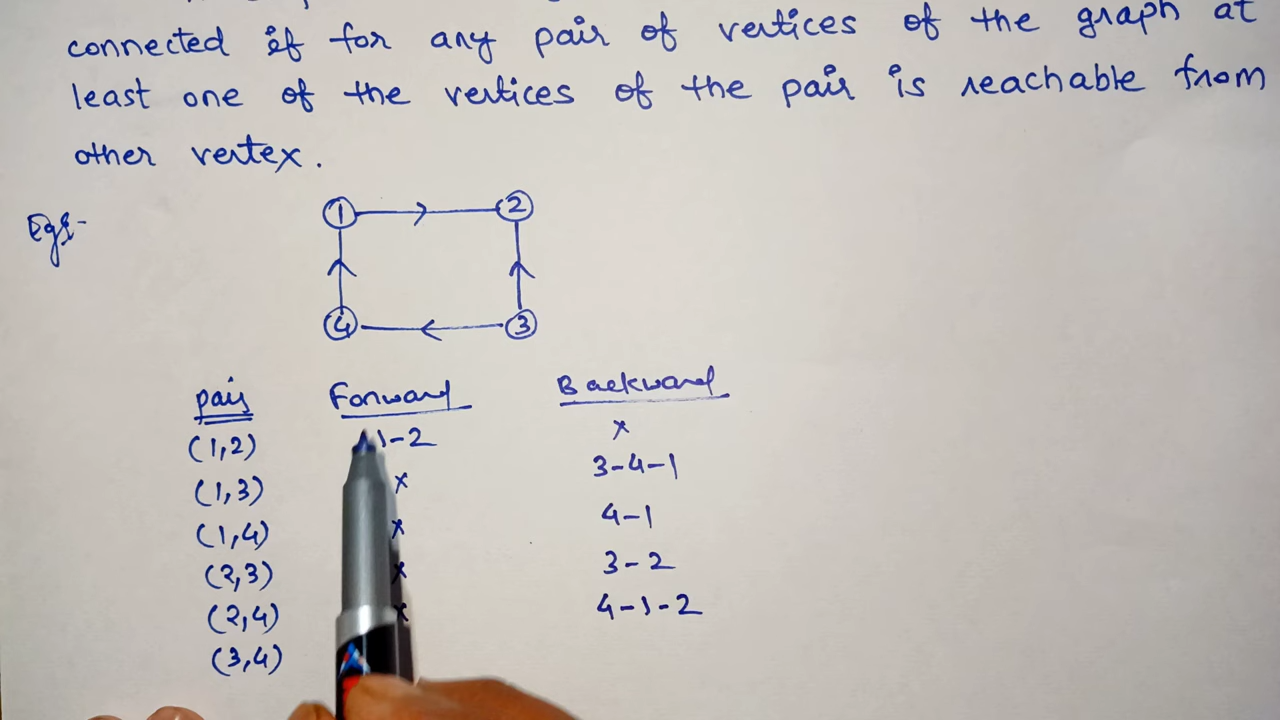 connected if for any pair of vertices of the graph at
least one of the vertices of the pair is reachable from
other vertex.
Eg:-
1 2
4 3
pair Forward Backward
(1,2) 1-2 x
(1,3) x 3-4-1
(1,4) x 4-1
(2,3) x 3-2
(2,4) x 4-1-2
(3,4)